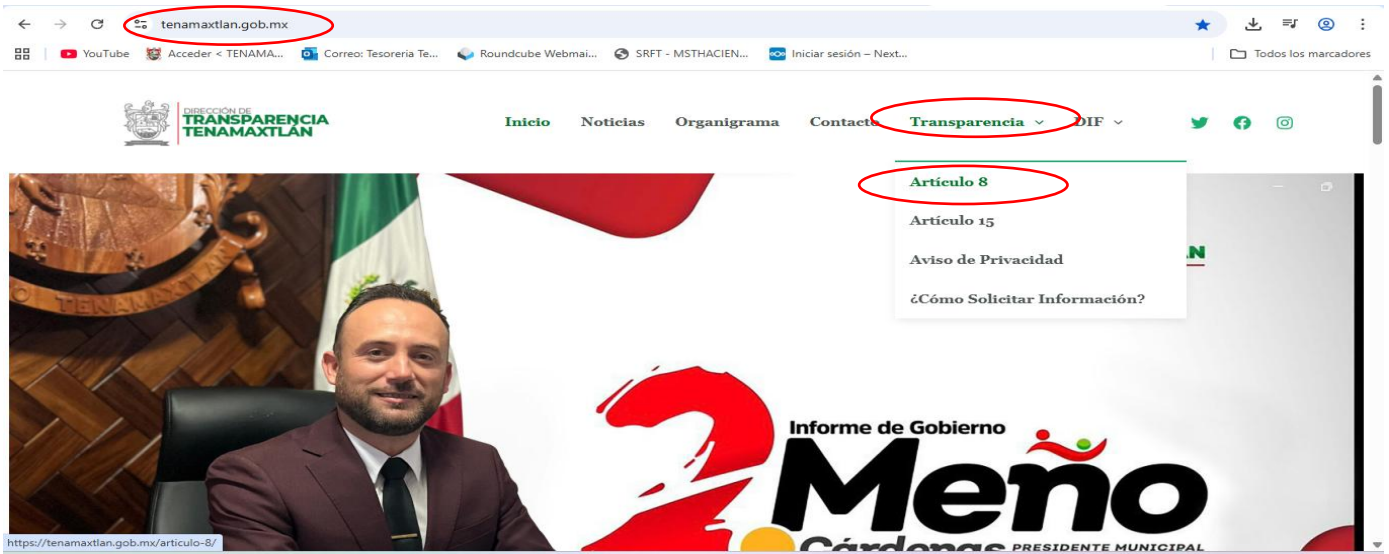 tenamaxtlan.gob.mx
YouTube Acceder < TENAMA... Correo: Tesoreria Te... Roundcube Webmai... SRFT - MSTHACIEN... Iniciar sesión – Next... Todos los marcadores
DIRECCIÓN DE
TRANSPARENCIA
TENAMAXTLÁN
Inicio Noticias Organigrama Contacto Transparencia DIF
Artículo 8
Artículo 15
Aviso de Privacidad
¿Cómo Solicitar Información?
TENAMAXTLAN
Informe de Gobierno
2 Meño
Cárdenas PRESIDENTE MUNICIPAL
https://tenamaxtlan.gob.mx/articulo-8/